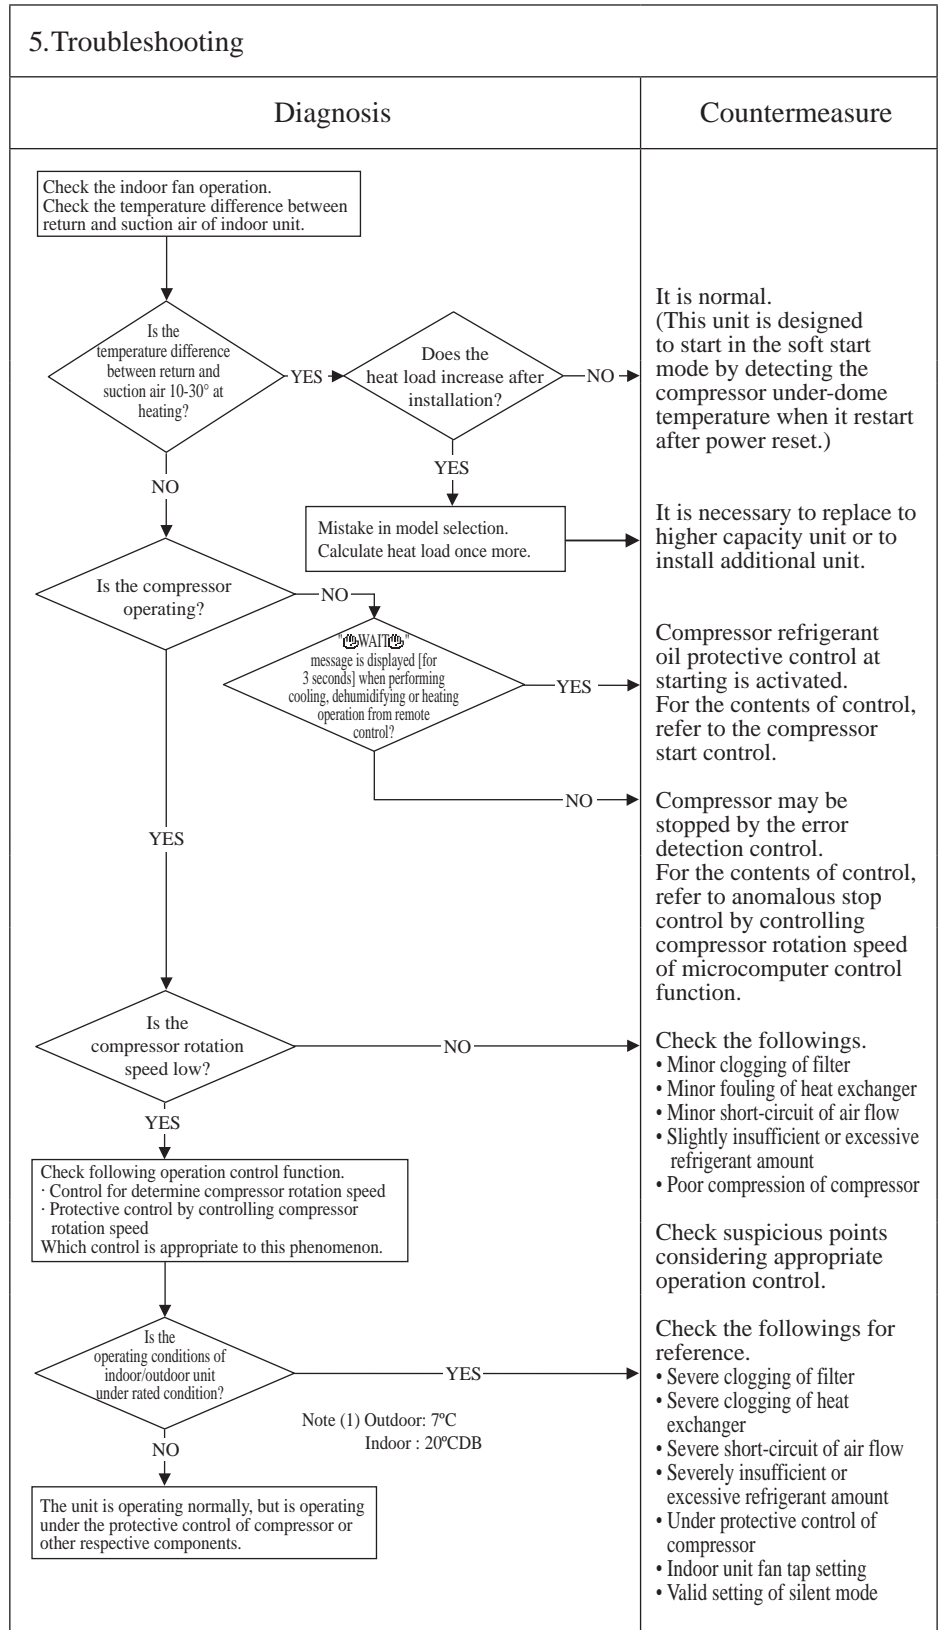 5.Troubleshooting
Diagnosis
Countermeasure
Check the indoor fan operation.
Check the temperature difference between
return and suction air of indoor unit.
Is the
temperature difference
between return and
suction air 10-30° at
heating?
YES
Does the
heat load increase after
installation?
NO
It is normal.
(This unit is designed
to start in the soft start
mode by detecting the
compressor under-dome
temperature when it restart
after power reset.)
YES
NO
Mistake in model selection.
Calculate heat load once more.
It is necessary to replace to
higher capacity unit or to
install additional unit.
Is the compressor
operating?
NO
"WAIT"
message is displayed [for
3 seconds] when performing
cooling, dehumidifying or heating
operation from remote
control?
YES
Compressor refrigerant
oil protective control at
starting is activated.
For the contents of control,
refer to the compressor
start control.
NO
Compressor may be
stopped by the error
detection control.
For the contents of control,
refer to anomalous stop
control by controlling
compressor rotation speed
of microcomputer control
function.
YES
Is the
compressor rotation
speed low?
NO
Check the followings.
• Minor clogging of filter
• Minor fouling of heat exchanger
• Minor short-circuit of air flow
• Slightly insufficient or excessive
refrigerant amount
• Poor compression of compressor
YES
Check following operation control function.
· Control for determine compressor rotation speed
· Protective control by controlling compressor
rotation speed
Which control is appropriate to this phenomenon.
Check suspicious points
considering appropriate
operation control.
Is the
operating conditions of
indoor/outdoor unit
under rated condition?
YES
Note (1) Outdoor: 7ºC
Indoor : 20ºCDB
Check the followings for
reference.
• Severe clogging of filter
• Severe clogging of heat
exchanger
• Severe short-circuit of air flow
• Severely insufficient or
excessive refrigerant amount
• Under protective control of
compressor
• Indoor unit fan tap setting
• Valid setting of silent mode
NO
The unit is operating normally, but is operating
under the protective control of compressor or
other respective components.